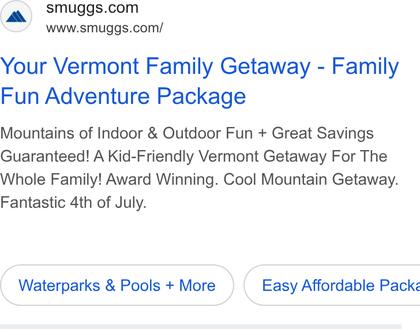 smuggs.com
www.smuggs.com/
Your Vermont Family Getaway - Family
Fun Adventure Package
Mountains of Indoor & Outdoor Fun + Great Savings
Guaranteed! A Kid-Friendly Vermont Getaway For The
Whole Family! Award Winning. Cool Mountain Getaway.
Fantastic 4th of July.
Waterparks & Pools + More
Easy Affordable Packa